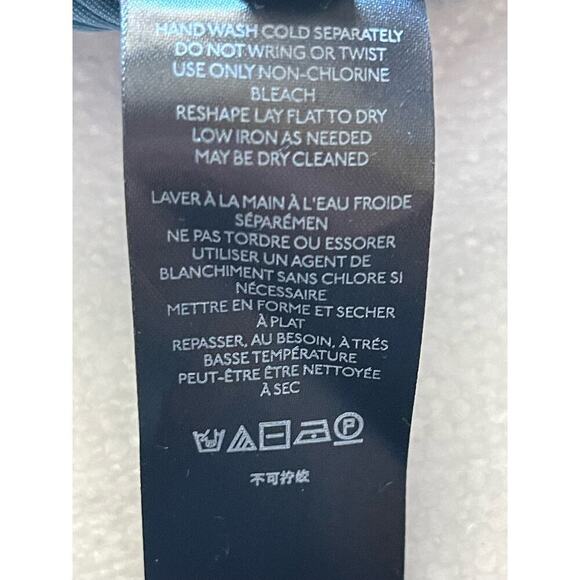 HAND WASH COLD SEPARATELY
DO NOT WRING OR TWIST
USE ONLY NON-CHLORINE
BLEACH
RESHAPE LAY FLAT TO DRY
LOW IRON AS NEEDED
MAY BE DRY CLEANED
LAVER À LA MAIN À L'EAU FROIDE
SÉPARÉMEN
NE PAS TORDRE OU ESSORER
UTILISER UN AGENT DE
BLANCHIMENT SANS CHLORE SI
NÉCESSAIRE
METTRE EN FORME ET SECHER
À PLAT
REPASSER, AU BESOIN, À TRÉS
BASSE TEMPÉRATURE
PEUT-ÊTRE ÊTRE NETTOYÉE
À SEC
P
不可拧绞